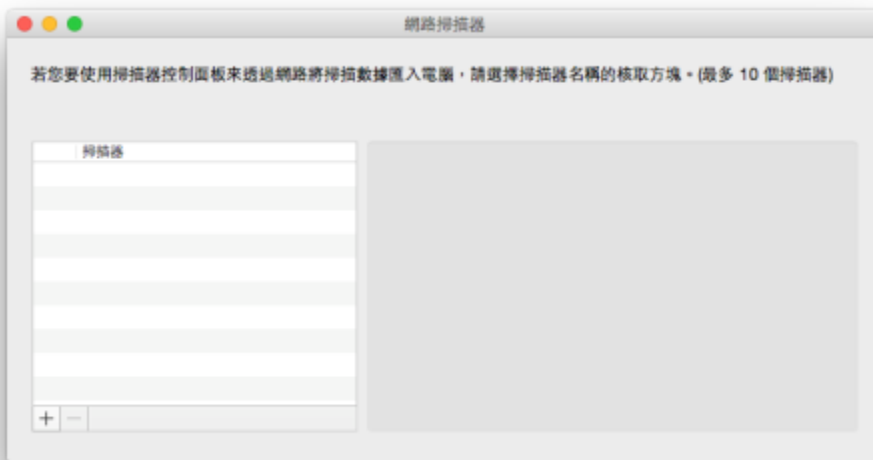 網路掃描器
若您要使用掃描器控制面板来透過網路將掃描數據匯入電腦，請選擇掃描器名稱的核取方塊。(最多 10 個掃描器)
掃描器